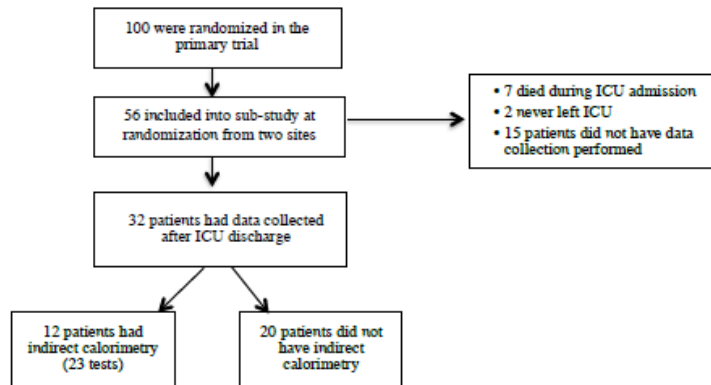 100 were randomized in the
primary trial
56 included into sub-study at
randomization from two sites
• 7 died during ICU admission
• 2 never left ICU
• 15 patients did not have data
collection performed
32 patients had data collected
after ICU discharge
12 patients had
indirect calorimetry
(23 tests)
20 patients did not
have indirect
calorimetry